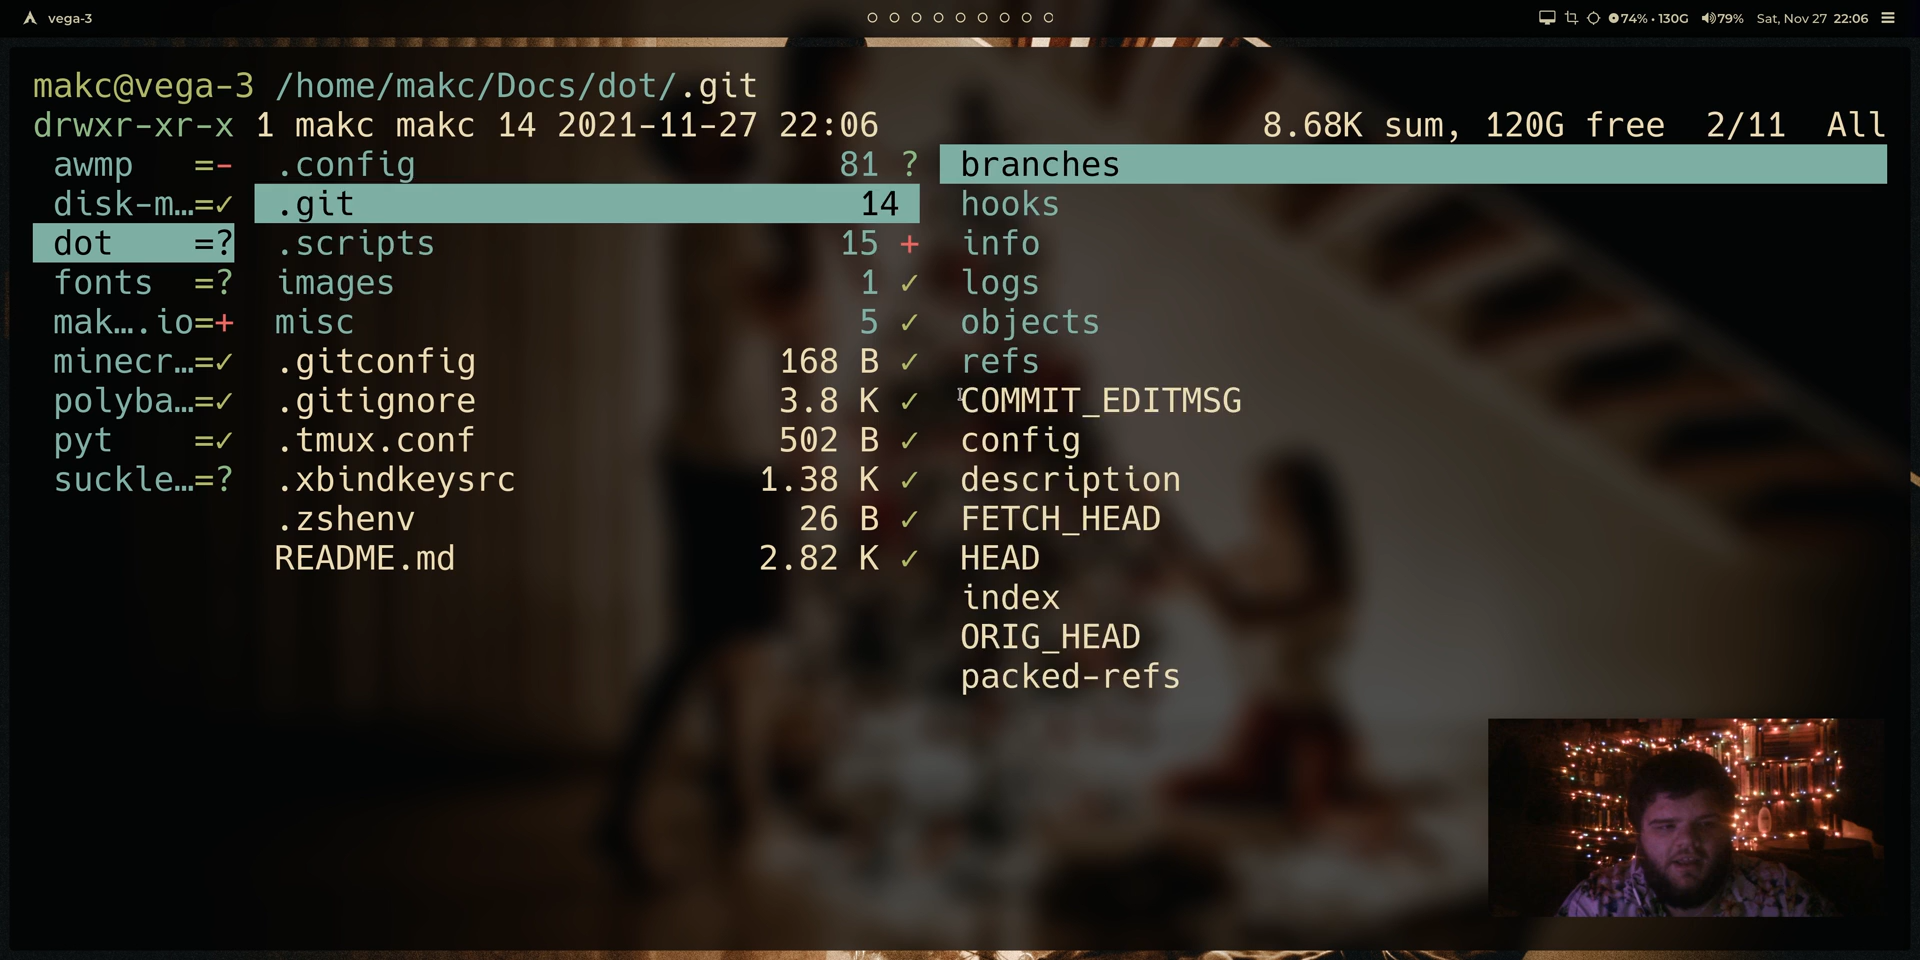 vega-3 74% • 130G 79% Sat, Nov 27 22:06
makc@vega-3 /home/makc/Docs/dot/.git
drwxr-xr-x 1 makc makc 14 2021-11-27 22:06 8.68K sum, 120G free 2/11 All
awmp =- .config 81 ? branches
disk-m…=✓ .git 14 hooks
dot =? .scripts 15 + info
fonts =? images 1 ✓ logs
mak….io=+ misc 5 ✓ objects
minecr…=✓ .gitconfig 168 B ✓ refs
polyba…=✓ .gitignore 3.8 K ✓ COMMIT_EDITMSG
pyt =✓ .tmux.conf 502 B ✓ config
suckle…=? .xbindkeysrc 1.38 K ✓ description
.zshenv 26 B ✓ FETCH_HEAD
README.md 2.82 K ✓ HEAD
index
ORIG_HEAD
packed-refs